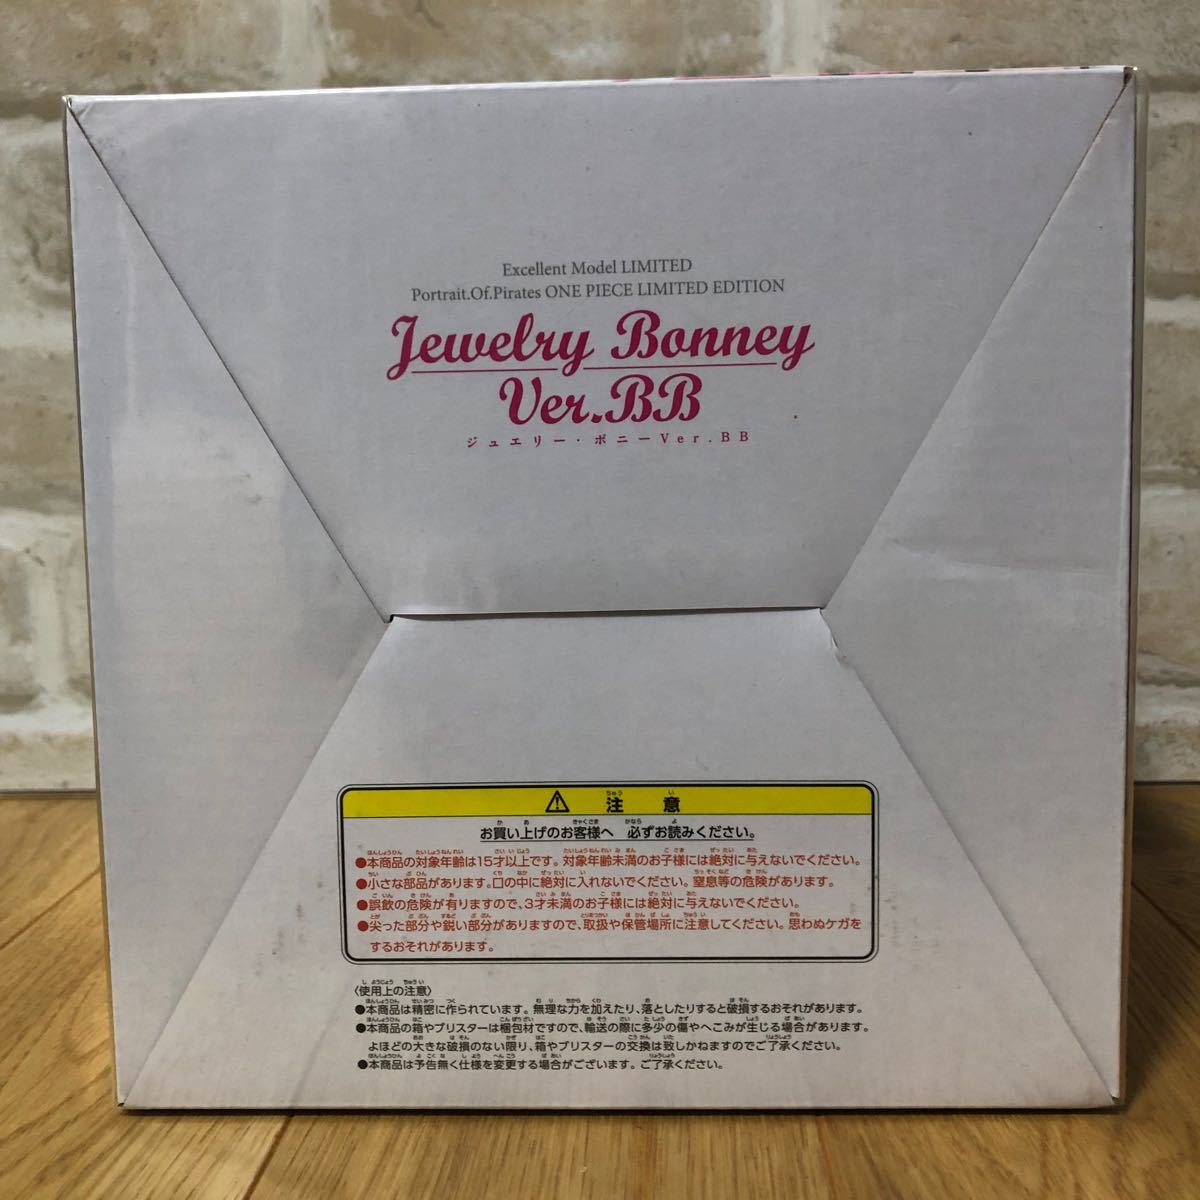 Excellent Model LIMITED
Portrait.Of.Pirates ONE PIECE LIMITED EDITION
Jewelry Bonney
Ver.BB
ジュエリー・ボニーVer.BB
⚠ 注意
お買い上げのお客様へ 必ずお読みください。
●本商品の対象年齢は15才以上です。対象年齢未満のお子様には絶対に与えないでください。
●小さな部品があります。口の中に絶対に入れないでください。窒息等の危険があります。
●誤飲の危険が有りますので、3才未満のお子様には絶対に与えないでください。
●尖った部分や鋭い部分がありますので、取扱や保管場所に注意してください。思わぬケガを
するおそれがあります。
〈使用上の注意〉
●本商品は精密に作られています。無理な力を加えたり、落としたりすると破損するおそれがあります。
●本商品の箱やブリスターは梱包材ですので、輸送の際に多少の傷やへこみが生じる場合があります。
よほどの大きな破損のない限り、箱やブリスターの交換は致しかねますのでご了承ください。
●本商品は予告無く仕様を変更する場合がございます。ご了承ください。